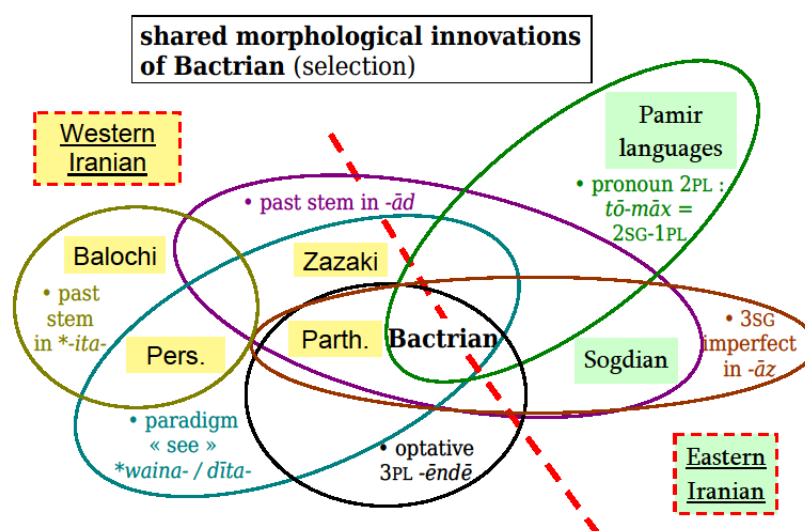 shared morphological innovations
of Bactrian (selection)
Western
Iranian
Pamir
languages
• pronoun 2PL :
tō-māx =
2SG-1PL
• past stem in -ād
Balochi
Zazaki
• past
stem
in *-ita-
Parth.
Bactrian
• 3SG
imperfect
in -āz
Pers.
Sogdian
• paradigm
« see »
*waina- / dīta-
• optative
3PL -ēndē
Eastern
Iranian